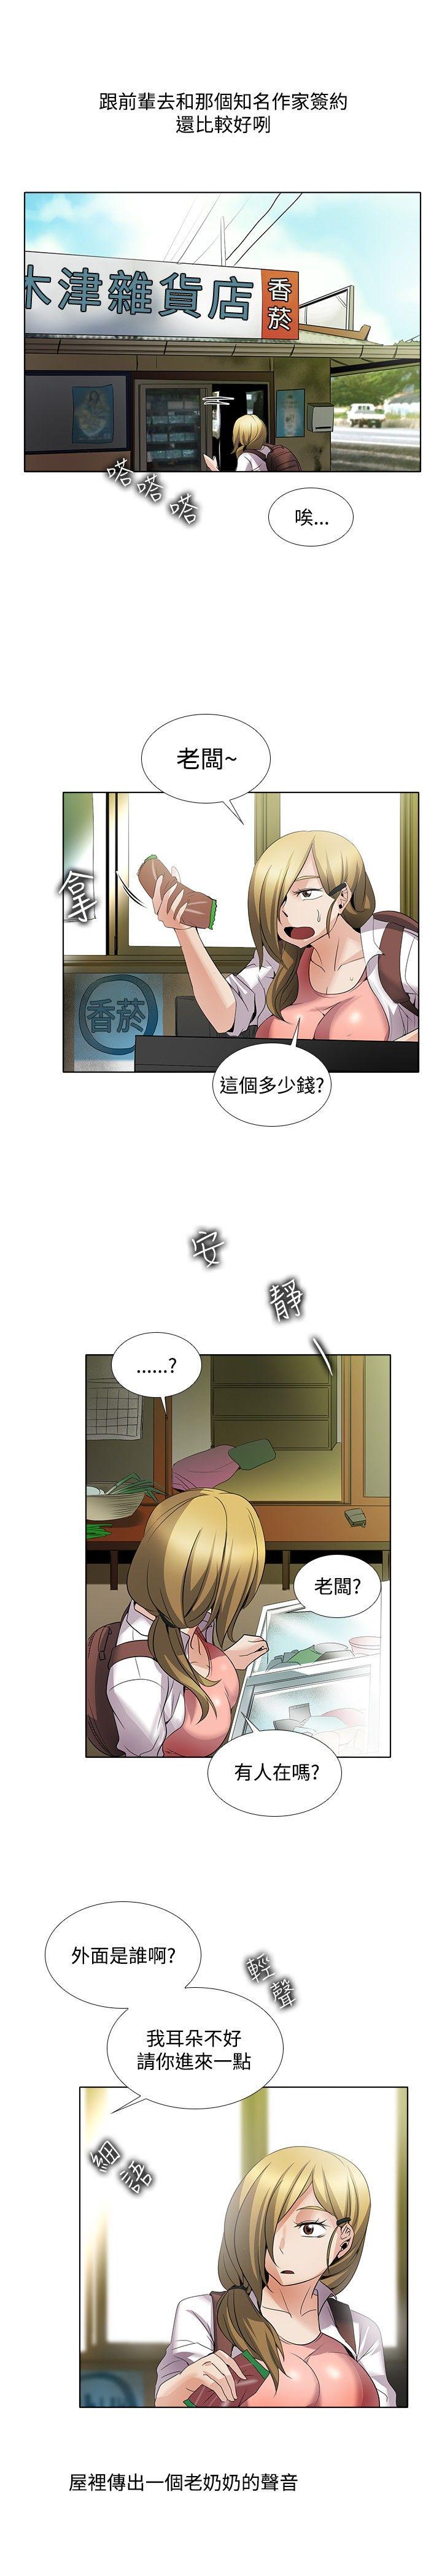 跟前輩去和那個知名作家簽約
還比較好咧
木津雜貨店
香菸
嗒嗒嗒
唉...
老闆~
拿
香菸
這個多少錢?
安靜
......?
老闆?
有人在嗎?
外面是誰啊?
輕聲
我耳朵不好
請你進來一點
細語
屋裡傳出一個老奶奶的聲音